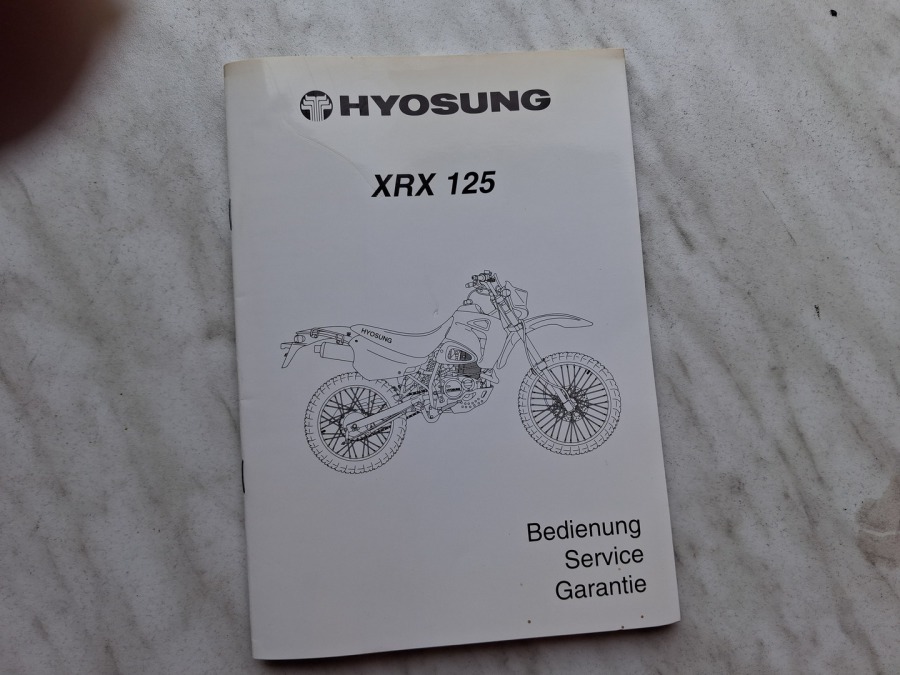 HYOSUNG
XRX 125
HYOSUNG
Bedienung
Service
Garantie